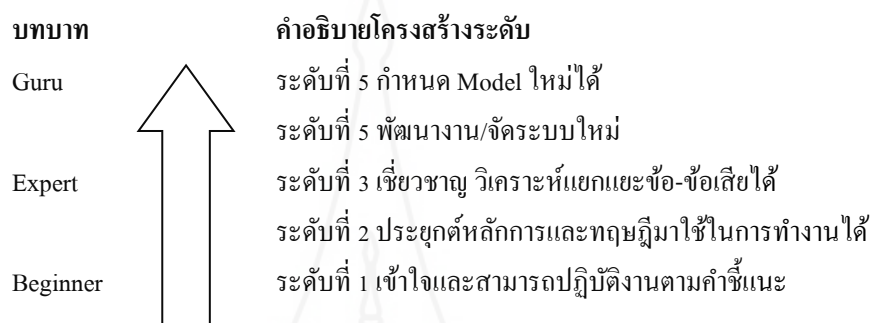 บทบาท คำอธิบายโครงสร้างระดับ
Guru ระดับที่ 5 กำหนด Model ใหม่ได้
ระดับที่ 5 พัฒนางาน/จัดระบบใหม่
Expert ระดับที่ 3 เชี่ยวชาญ วิเคราะห์แยกแยะข้อ-ข้อเสียได้
ระดับที่ 2 ประยุกต์หลักการและทฤษฎีมาใช้ในการทำงานได้
Beginner ระดับที่ 1 เข้าใจและสามารถปฏิบัติงานตามคำชี้แนะ